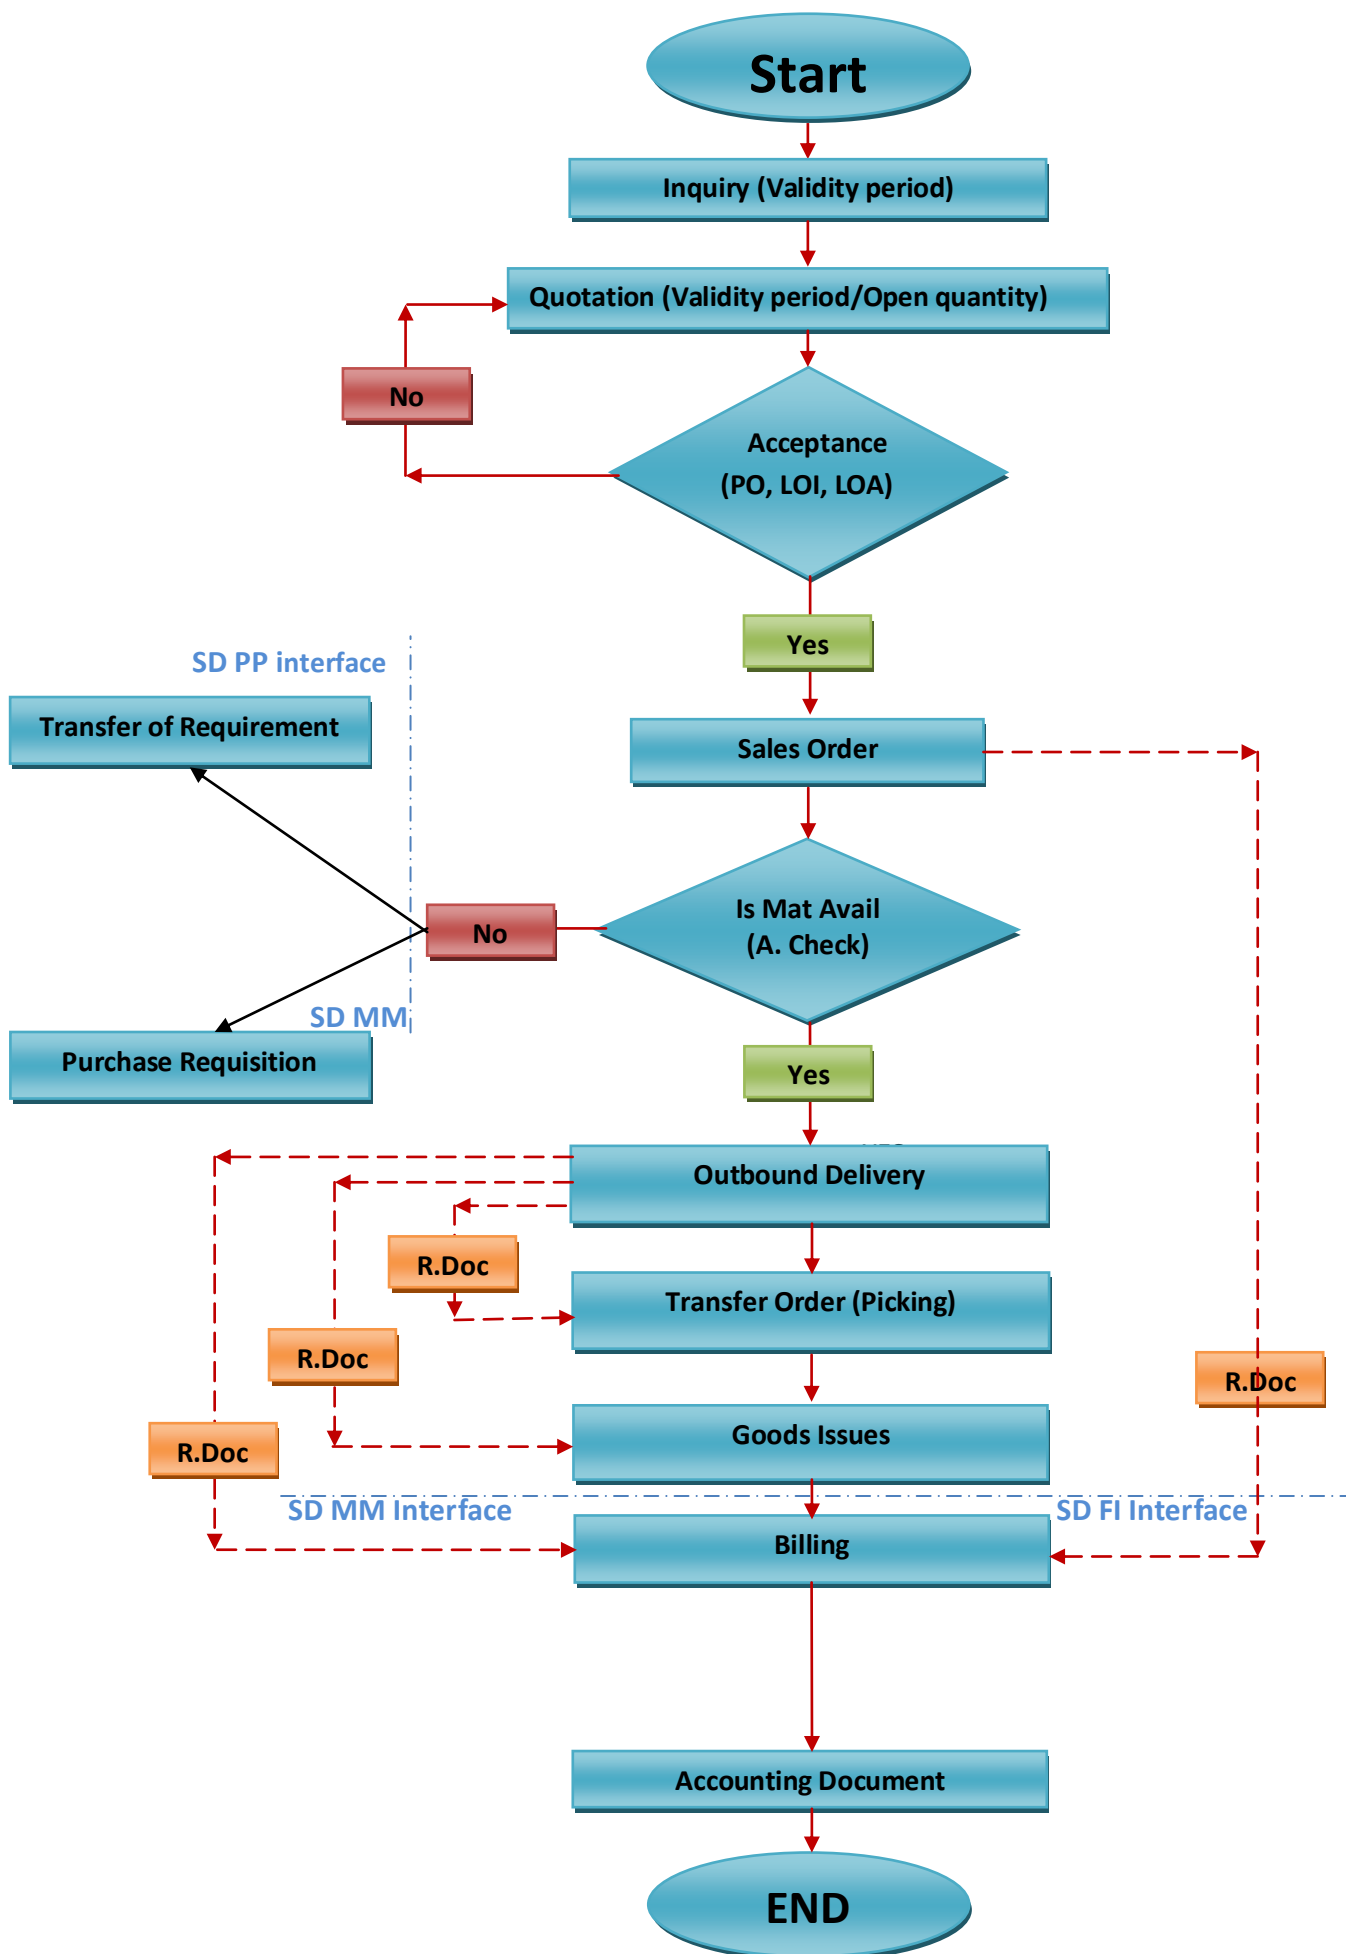 Start
Inquiry (Validity period)
Quotation (Validity period/Open quantity)
No
Acceptance
(PO, LOI, LOA)
Yes
SD PP interface
Transfer of Requirement
Sales Order
Is Mat Avail
(A. Check)
No
SD MM
Purchase Requisition
Yes
Outbound Delivery
R.Doc
Transfer Order (Picking)
R.Doc
R.Doc
Goods Issues
R.Doc
SD MM Interface
SD FI Interface
Billing
Accounting Document
END